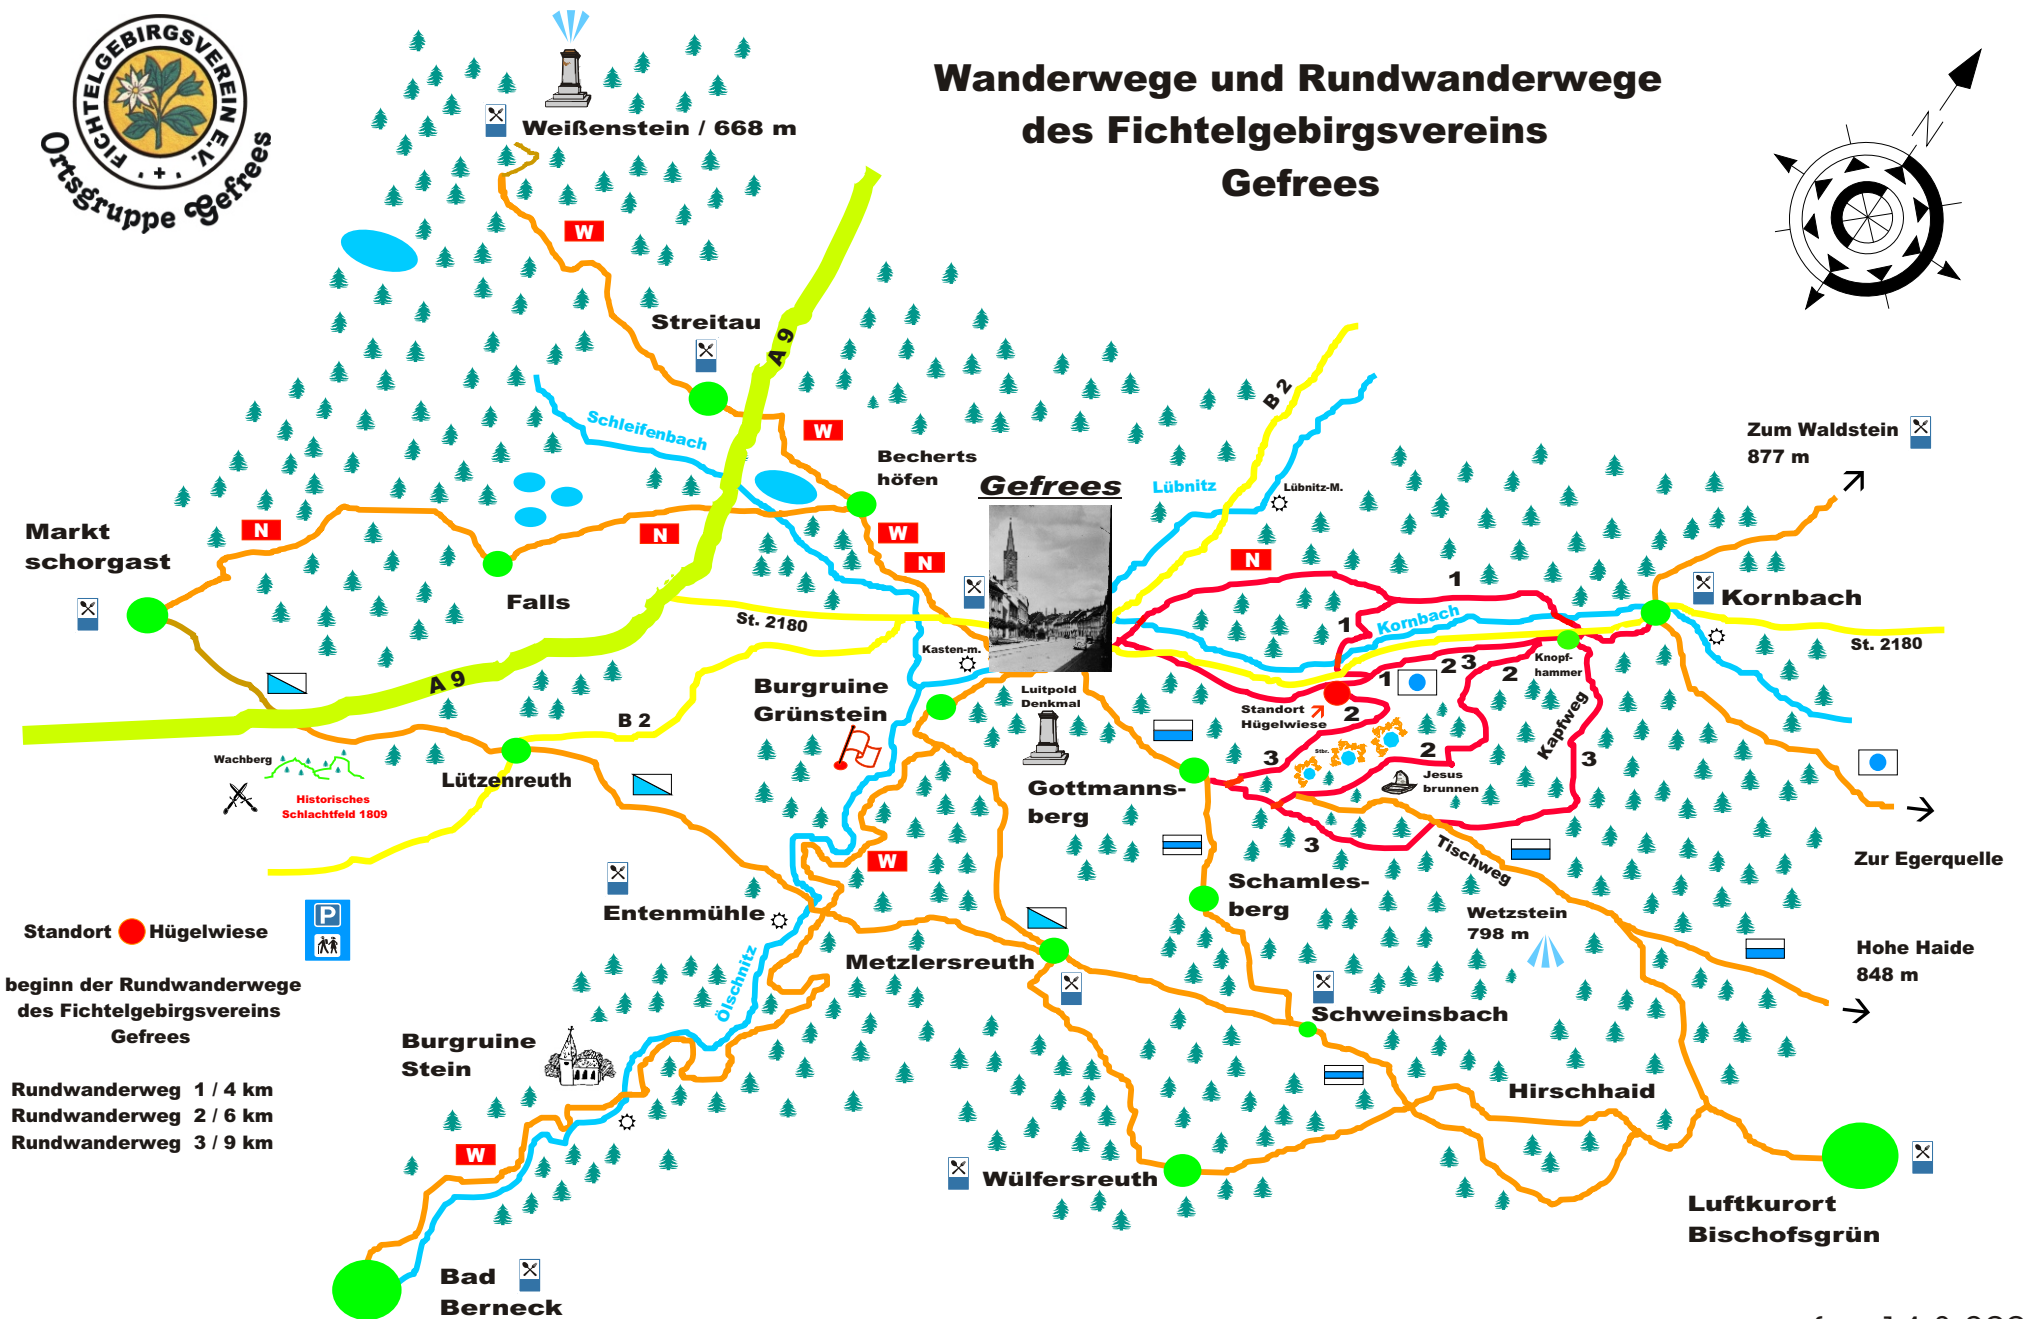 FICHTELGEBIRGSVEREIN E.V.
Ortsgruppe Gefrees
Wanderwege und Rundwanderwege
des Fichtelgebirgsvereins
Gefrees
N
Weißenstein / 668 m
W
Streitau
A 9
B 2
Schleifenbach
W
Becherts
höfen
Zum Waldstein
877 m
Gefrees
Lübnitz
Lübnitz-M.
Markt
schorgast
N
N
W
N
N
Falls
St. 2180
Kasten-m.
1
1
Kornbach
Kornbach
St. 2180
Knopf-
hammer
1
2
3
2
Kapfweg
3
A 9
B 2
Burgruine
Grünstein
Luitpold
Denkmal
Standort
Hügelwiese
2
3
Stbr.
2
Jesus
brunnen
Wachberg
Historisches
Schlachtfeld 1809
Lützenreuth
Gottmanns-
berg
3
Tischweg
W
Zur Egerquelle
Schamles-
berg
Entenmühle
Wetzstein
798 m
Standort
Hügelwiese
P
Metzlersreuth
Hohe Haide
848 m
beginn der Rundwanderwege
des Fichtelgebirgsvereins
Gefrees
Ölschnitz
Schweinsbach
Burgruine
Stein
Rundwanderweg 1 / 4 km
Rundwanderweg 2 / 6 km
Rundwanderweg 3 / 9 km
Hirschhaid
W
Wülfersreuth
Luftkurort
Bischofsgrün
Bad
Berneck